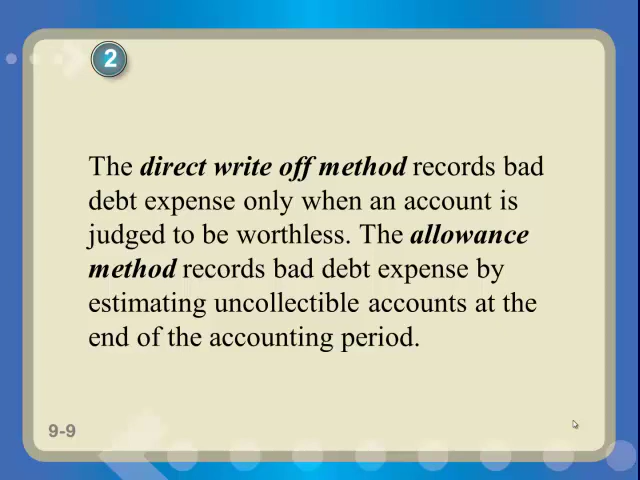 2
The direct write off method records bad
debt expense only when an account is
judged to be worthless. The allowance
method records bad debt expense by
estimating uncollectible accounts at the
end of the accounting period.
9-9